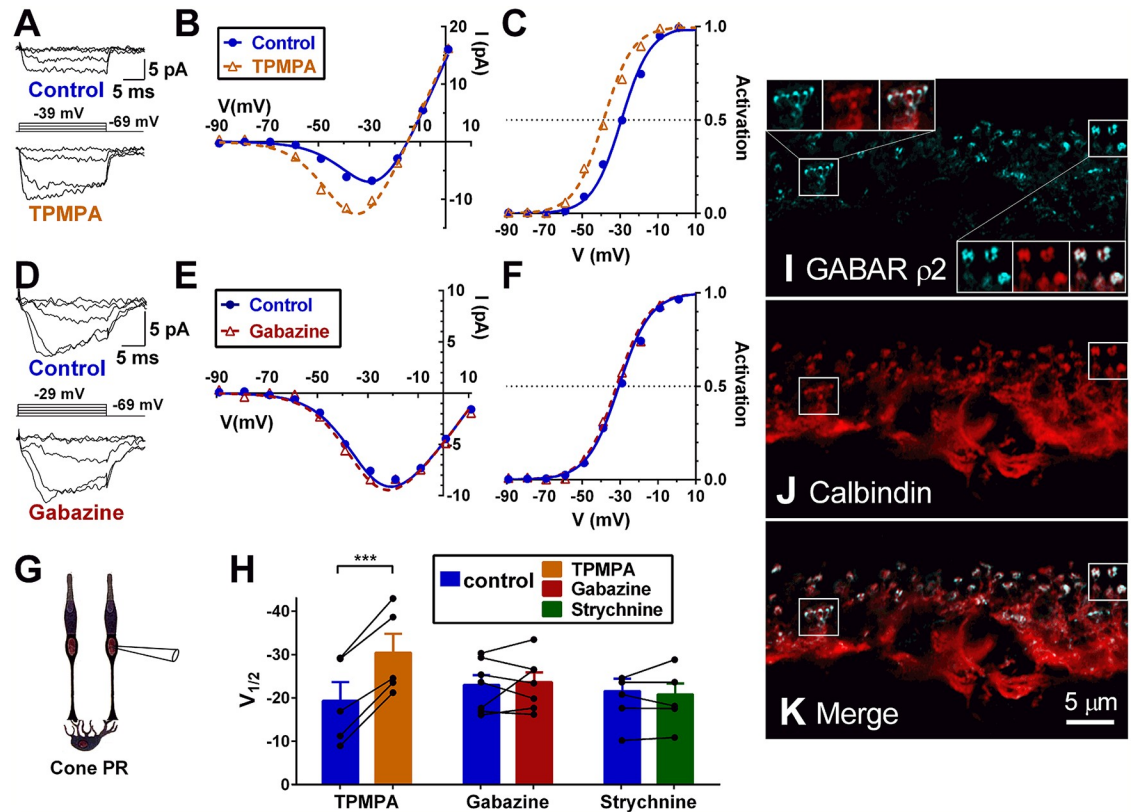 A
5 pA
5 ms
Control
-39 mV
-69 mV
TPMPA
B
Control
TPMPA
V(mV)
-90 -70 -50 -30 -10 10
I (pA)
20
10
0
-10
C
1.0
0.5
0.0
Activation
-90 -70 -50 -30 -10 10
V (mV)
D
5 pA
5 ms
Control
-29 mV
-69 mV
Gabazine
E
Control
Gabazine
-90 -70 -50 -30 -10 10
V(mV)
I (pA)
10
5
0
-5
-10
F
1.0
0.5
0.0
Activation
-90 -70 -50 -30 -10 10
V (mV)
G
Cone PR
H
***
control
TPMPA
Gabazine
Strychnine
V1/2
-40
-30
-20
-10
0
TPMPA Gabazine Strychnine
I GABAR ρ2
J Calbindin
K Merge
5 μm